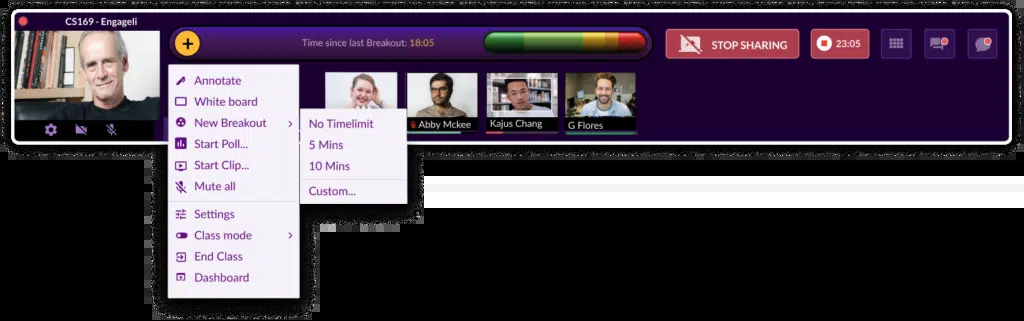 CS169 - Engageli
Time since last Breakout: 18:05
STOP SHARING
23:05
Annotate
White board
New Breakout
Start Poll...
Start Clip...
Mute all
Settings
Class mode
End Class
Dashboard
No Timelimit
5 Mins
10 Mins
Custom...
Abby Mckee
Kajus Chang
G Flores